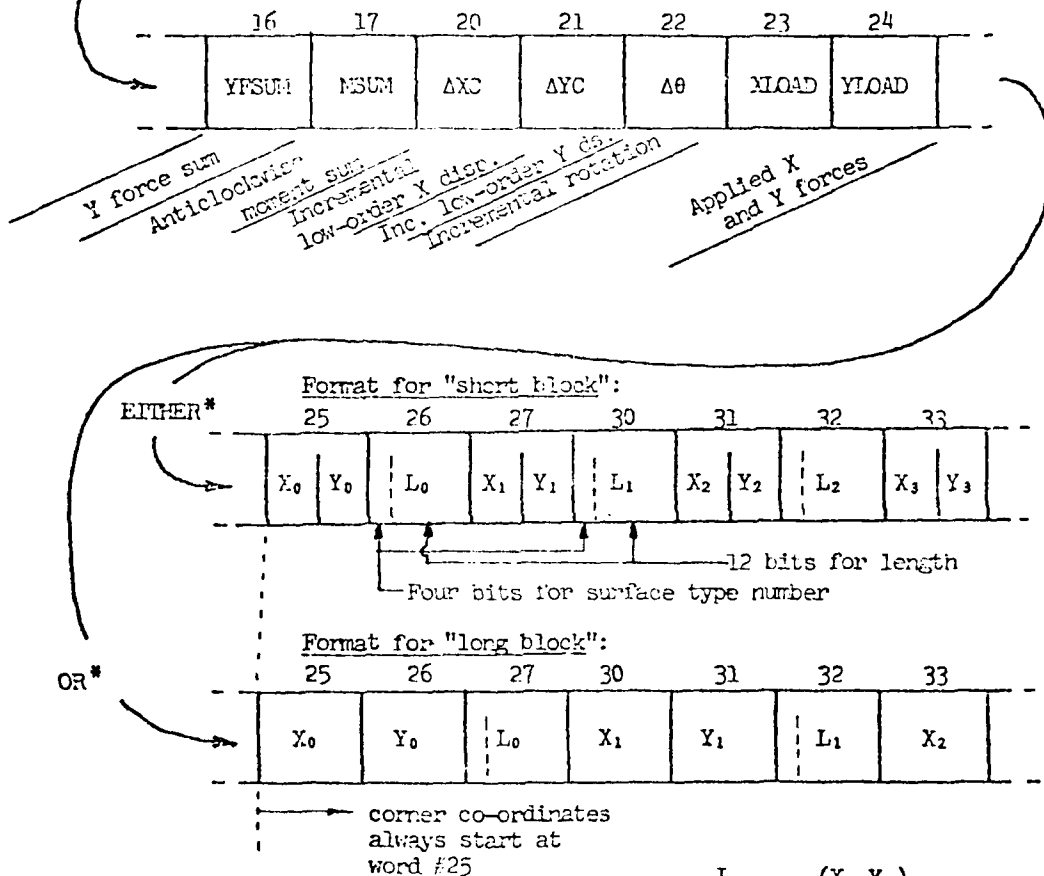 16 17 20 21 22 23 24
YFSUM MSUM ΔXC ΔYC Δθ XLOAD YLOAD
Y force sum
Anticlockwise
moment sum
Incremental
low-order X disp.
Inc. low-order Y ds.
Incremental rotation
Applied X
and Y forces
Format for "short block":
EITHER*
25 26 27 30 31 32 33
X₀ Y₀ L₀ X₁ Y₁ L₁ X₂ Y₂ L₂ X₃ Y₃
12 bits for length
Four bits for surface type number
Format for "long block":
OR*
25 26 27 30 31 32 33
X₀ Y₀ L₀ X₁ Y₁ L₁ X₂
corner co-ordinates
always start at
word #25